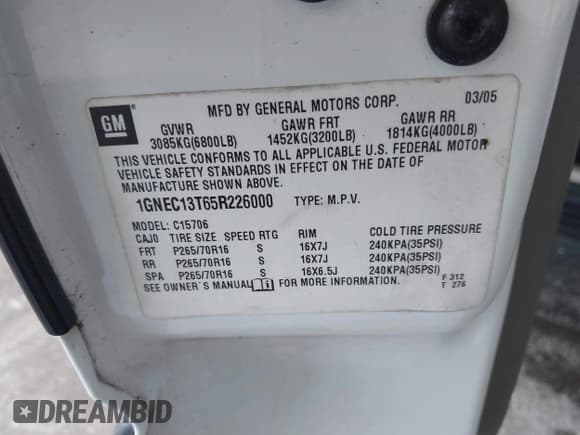 GM
MFD BY GENERAL MOTORS CORP. 03/05
GVWR GAWR FRT GAWR RR
3085KG(6800LB) 1452KG(3200LB) 1814KG(4000LB)
THIS VEHICLE CONFORMS TO ALL APPLICABLE U.S. FEDERAL MOTOR
VEHICLE SAFETY STANDARDS IN EFFECT ON THE DATE OF
MANUFACTURE SHOWN ABOVE.
1GNEC13T65R226000 TYPE: M.P.V.
MODEL: C15706
CAJ0 TIRE SIZE SPEED RTG RIM COLD TIRE PRESSURE
FRT P265/70R16 S 16X7J 240KPA(35PSI)
RR P265/70R16 S 16X7J 240KPA(35PSI)
SPA P265/70R16 S 16X6.5J 240KPA(35PSI)
SEE OWNER'S MANUAL FOR MORE INFORMATION. F 312
T 276
DREAMBID